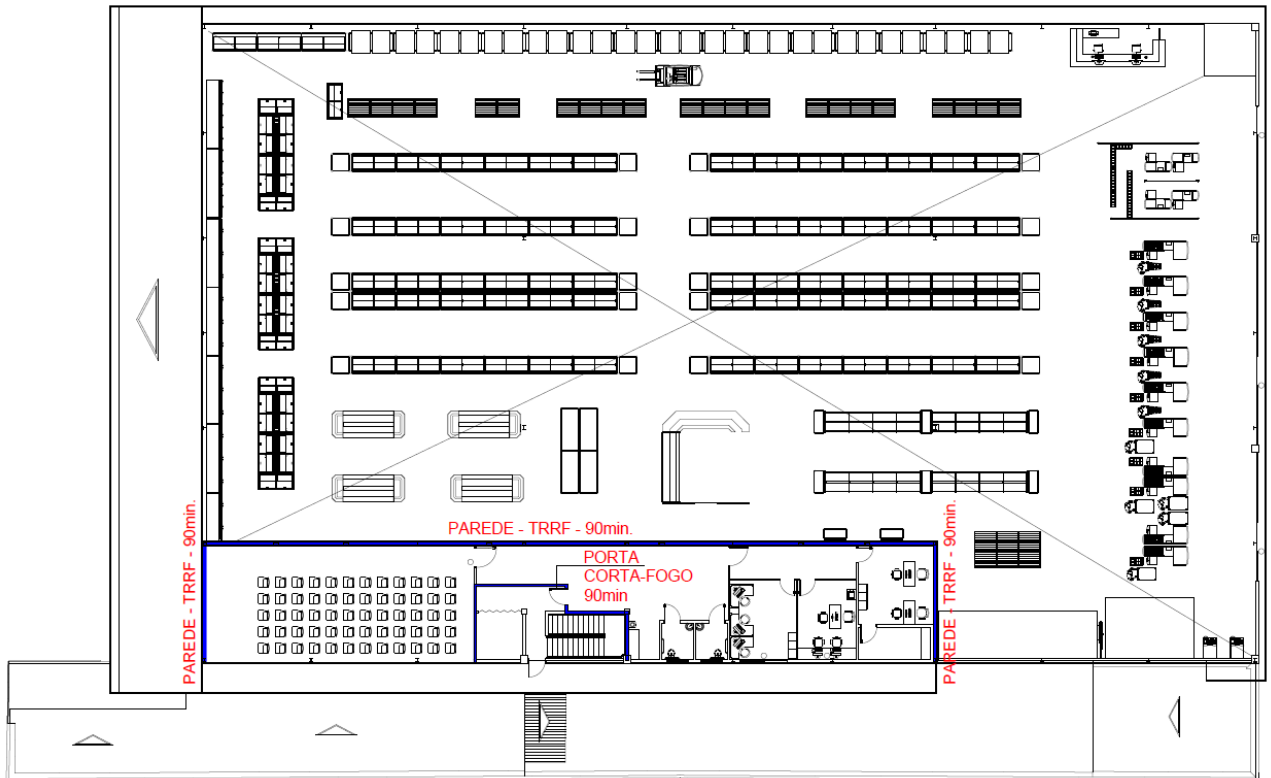 PAREDE - TRRF - 90min.
PAREDE - TRRF - 90min.
PORTA
CORTA-FOGO
90min
PAREDE - TRRF - 90min.